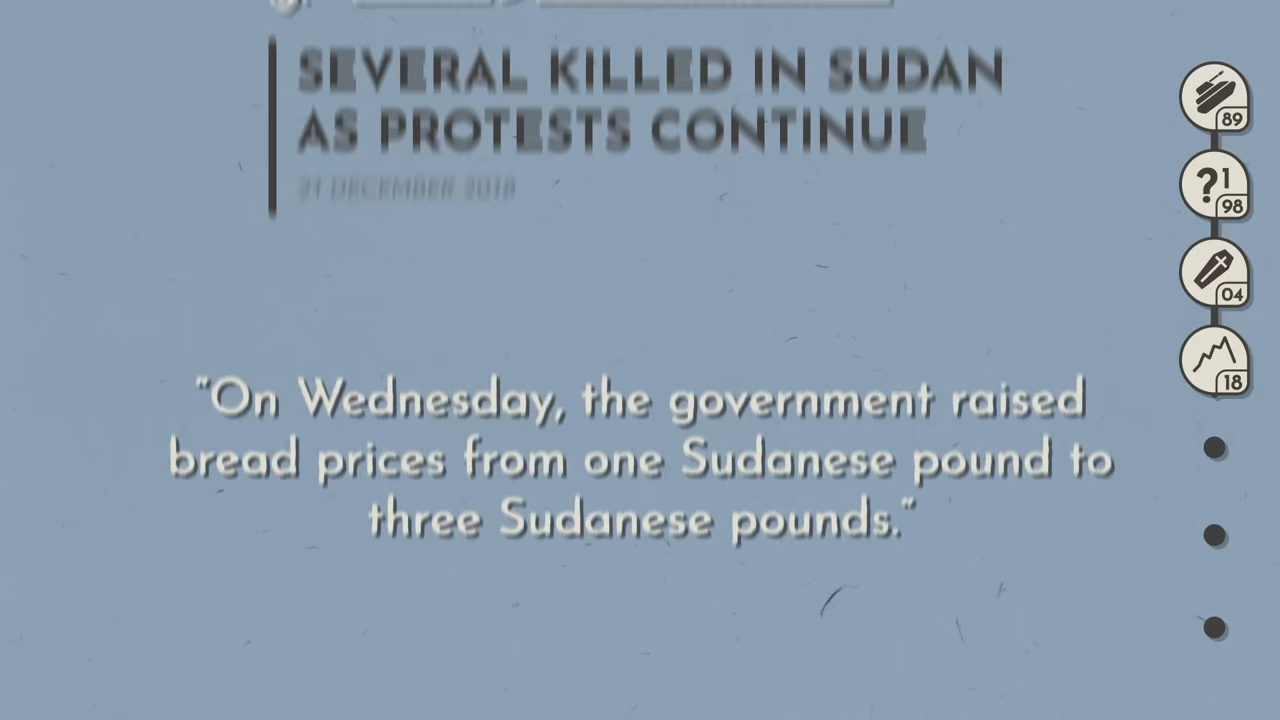 SEVERAL KILLED IN SUDAN
AS PROTESTS CONTINUE
21 DECEMBER 2018
"On Wednesday, the government raised
bread prices from one Sudanese pound to
three Sudanese pounds."
89
?1
98
04
18